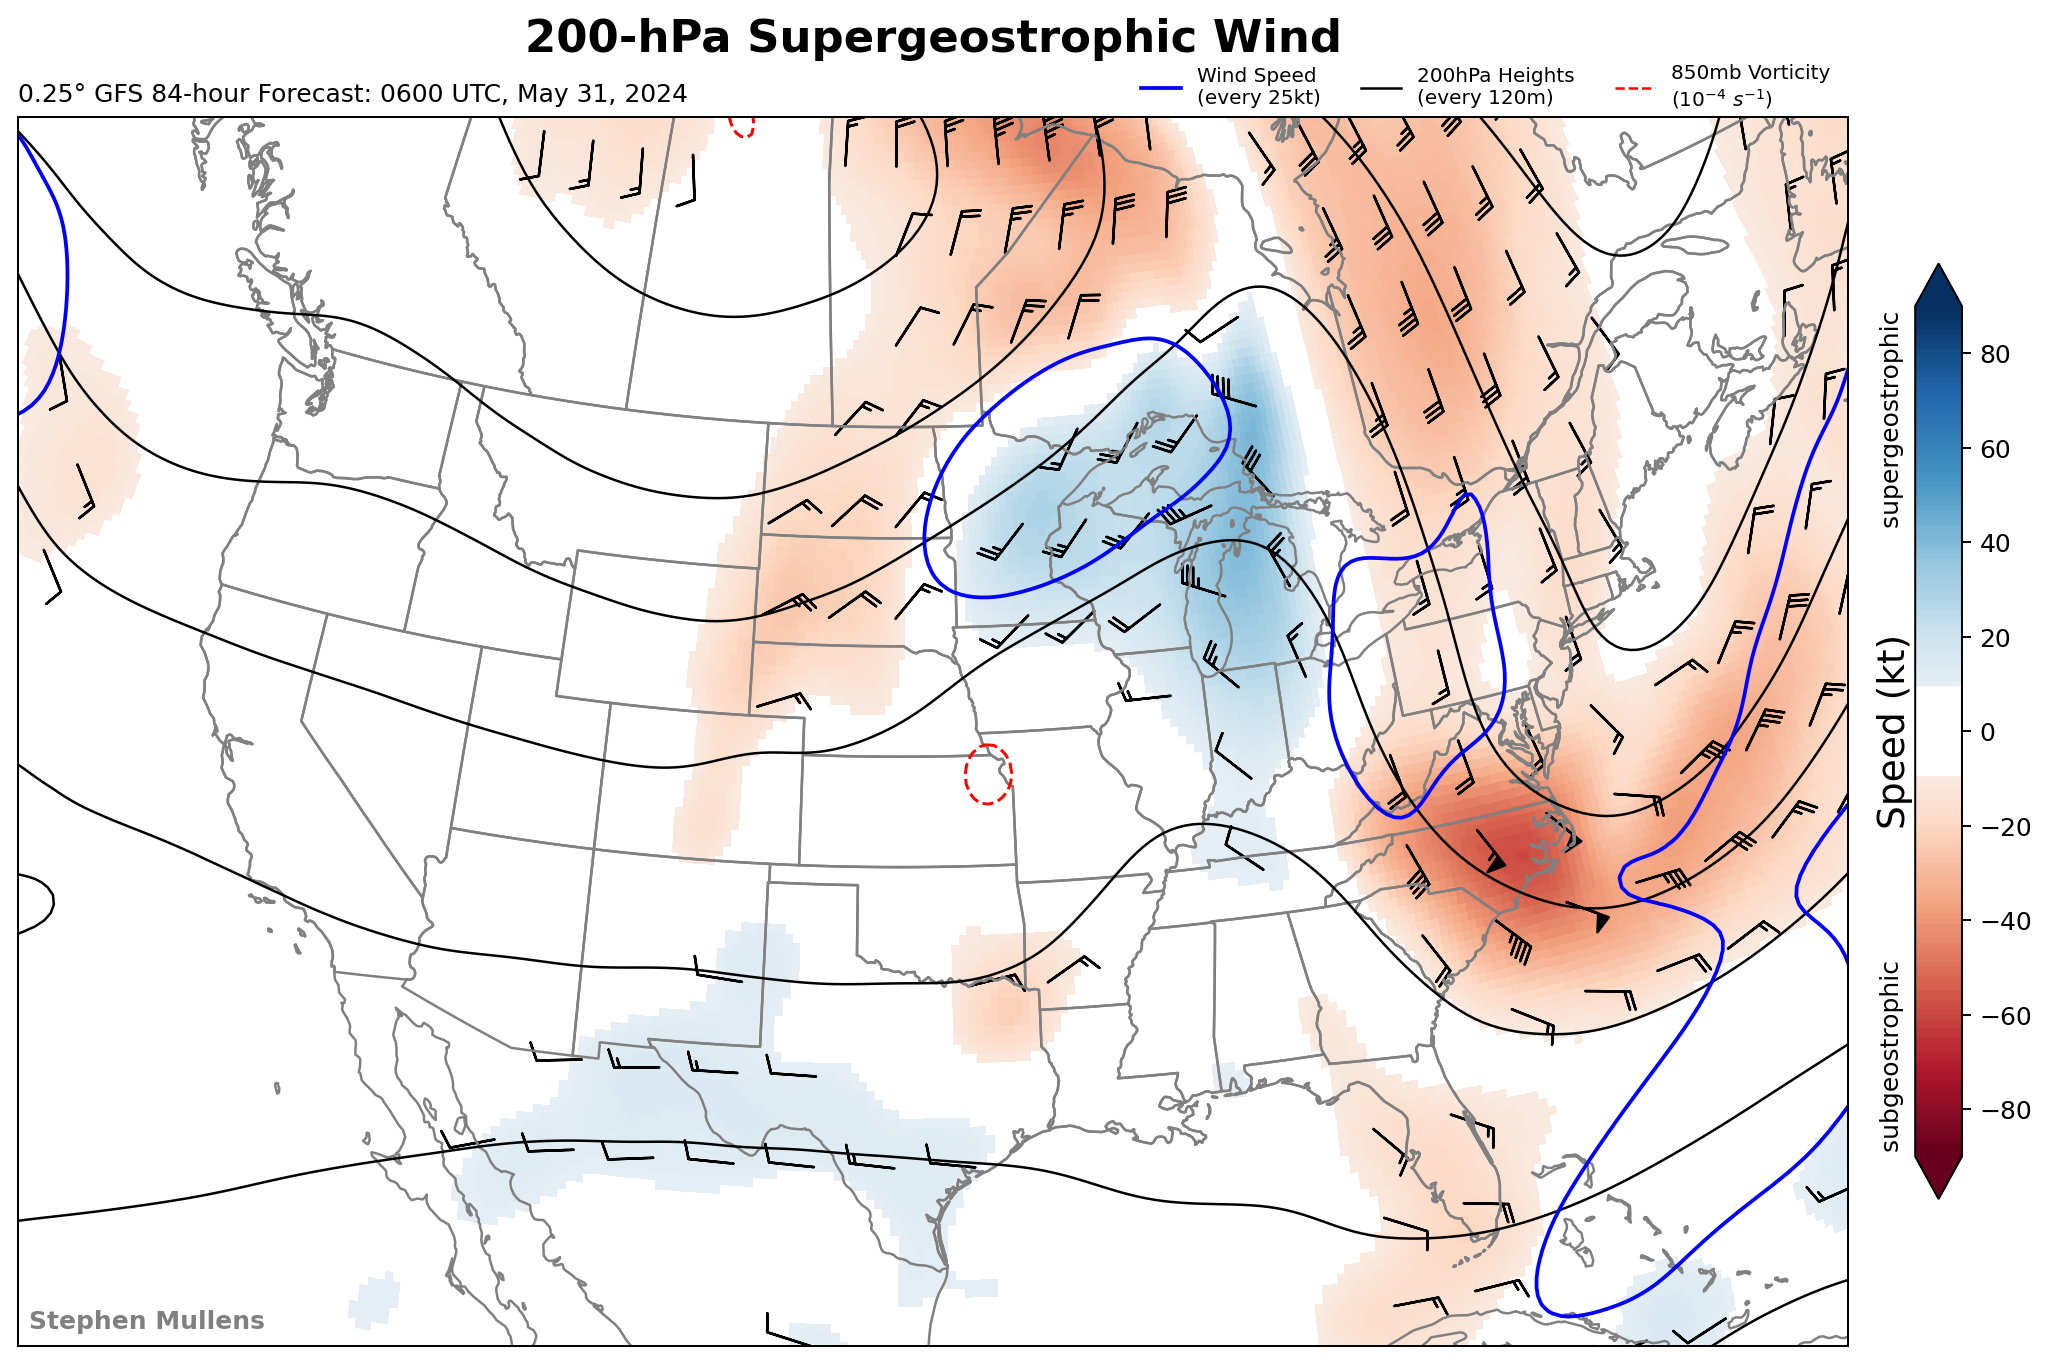 200-hPa Supergeostrophic Wind
0.25° GFS 84-hour Forecast: 0600 UTC, May 31, 2024
Wind Speed
(every 25kt)
200hPa Heights
(every 120m)
850mb Vorticity
(10⁻⁴ s⁻¹)
supergeostrophic
Speed (kt)
subgeostrophic
80
60
40
20
0
−20
−40
−60
−80
Stephen Mullens